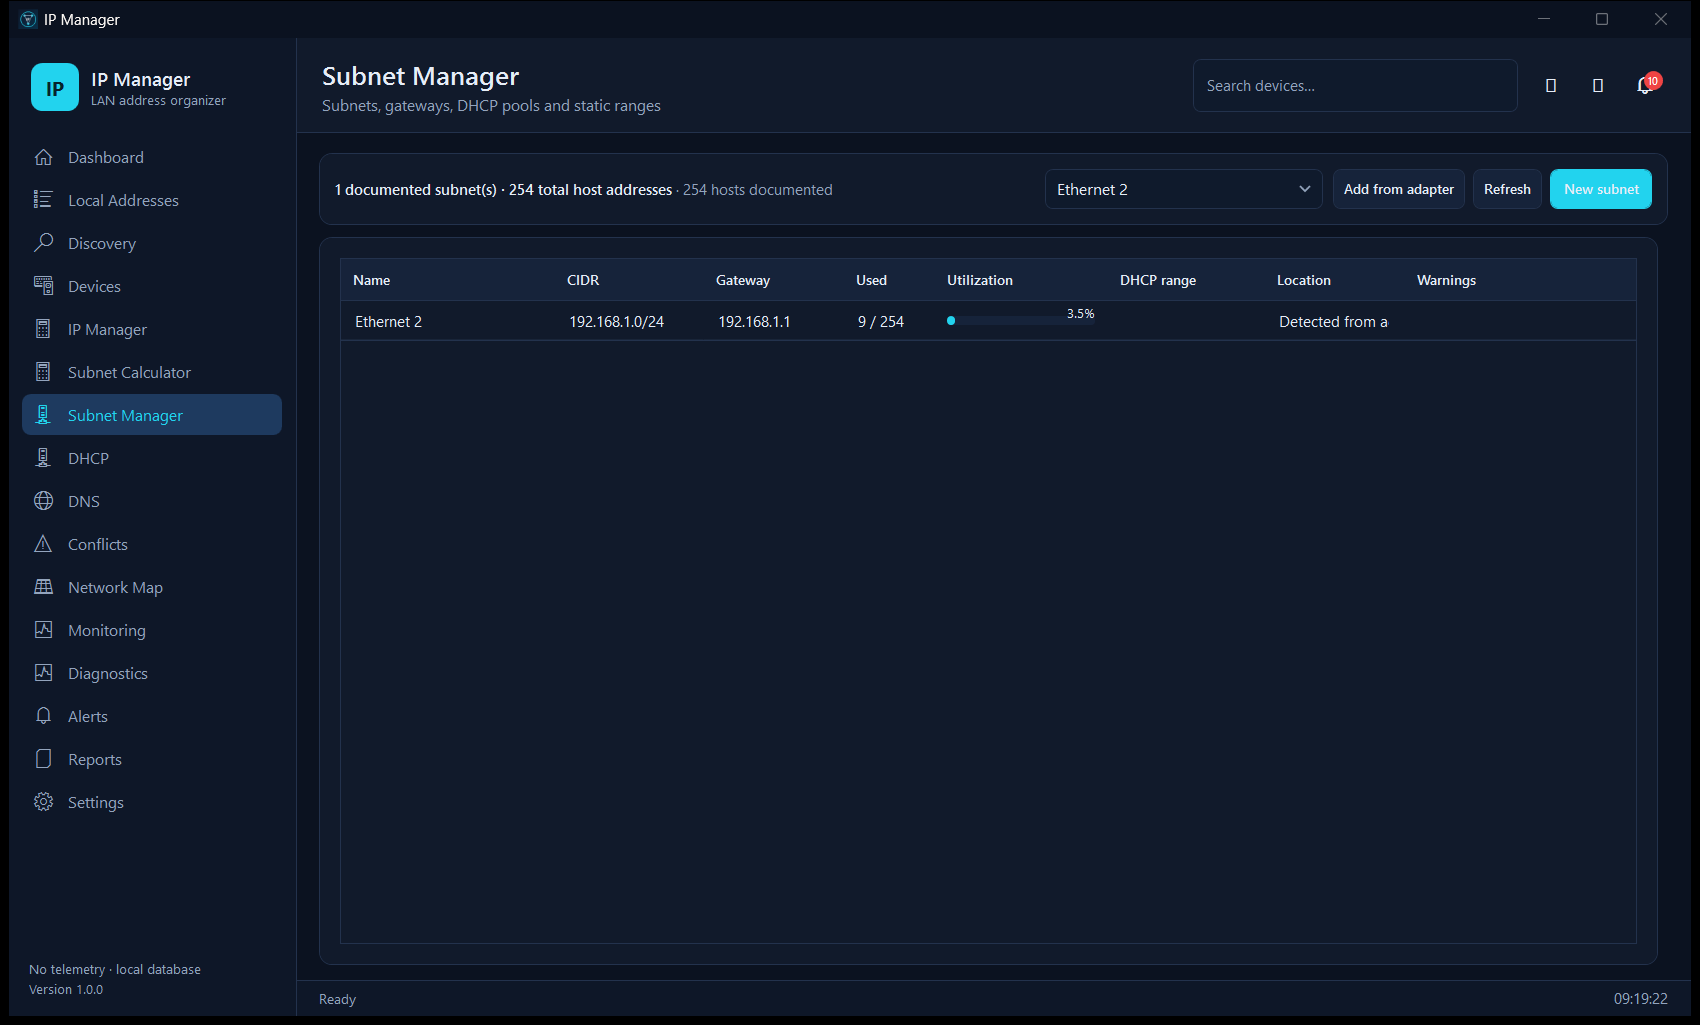 IP Manager
IP
IP Manager
LAN address organizer
Dashboard
Local Addresses
Discovery
Devices
IP Manager
Subnet Calculator
Subnet Manager
DHCP
DNS
Conflicts
Network Map
Monitoring
Diagnostics
Alerts
Reports
Settings
No telemetry · local database
Version 1.0.0
Subnet Manager
Subnets, gateways, DHCP pools and static ranges
Search devices...
10
1 documented subnet(s) · 254 total host addresses · 254 hosts documented
Ethernet 2
Add from adapter
Refresh
New subnet
Name CIDR Gateway Used Utilization DHCP range Location Warnings
Ethernet 2 192.168.1.0/24 192.168.1.1 9 / 254 3.5% Detected from a
Ready
09:19:22